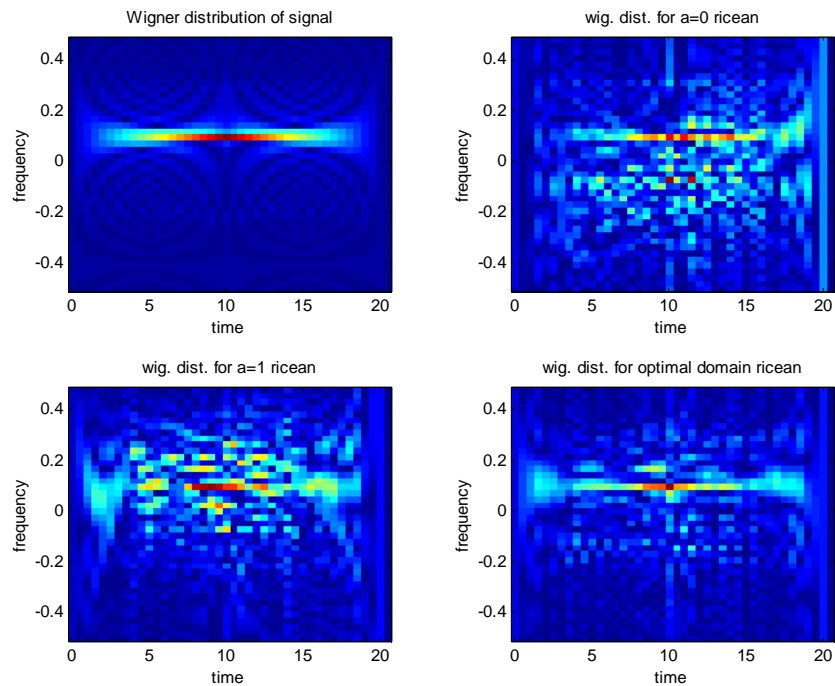 Wigner distribution of signal
frequency
0.4
0.2
0
-0.2
-0.4
0 5 10 15 20
time
wig. dist. for a=0 ricean
frequency
0.4
0.2
0
-0.2
-0.4
0 5 10 15 20
time
wig. dist. for a=1 ricean
frequency
0.4
0.2
0
-0.2
-0.4
0 5 10 15 20
time
wig. dist. for optimal domain ricean
frequency
0.4
0.2
0
-0.2
-0.4
0 5 10 15 20
time